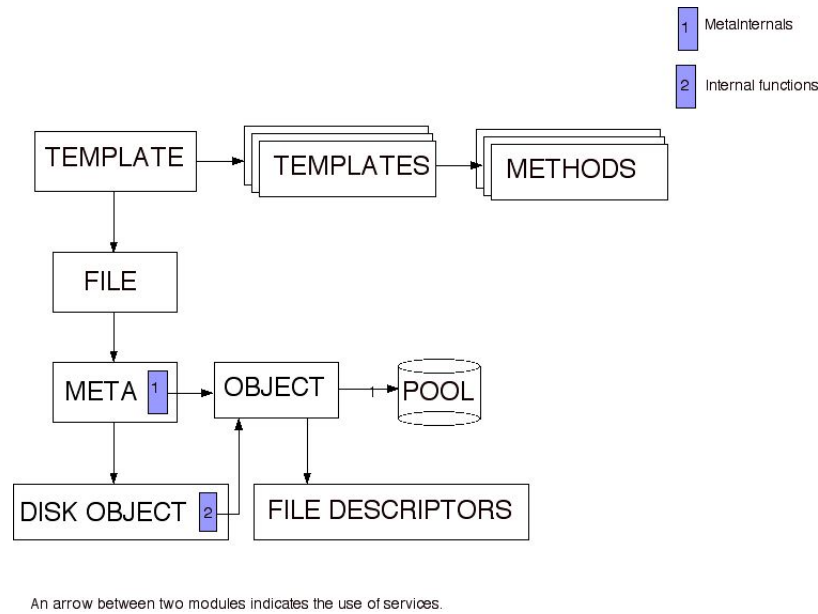 1 MetaInternals
2 Internal functions
TEMPLATE
TEMPLATES
METHODS
FILE
META 1
OBJECT
1
POOL
DISK OBJECT 2
FILE DESCRIPTORS
An arrow between two modules indicates the use of services.